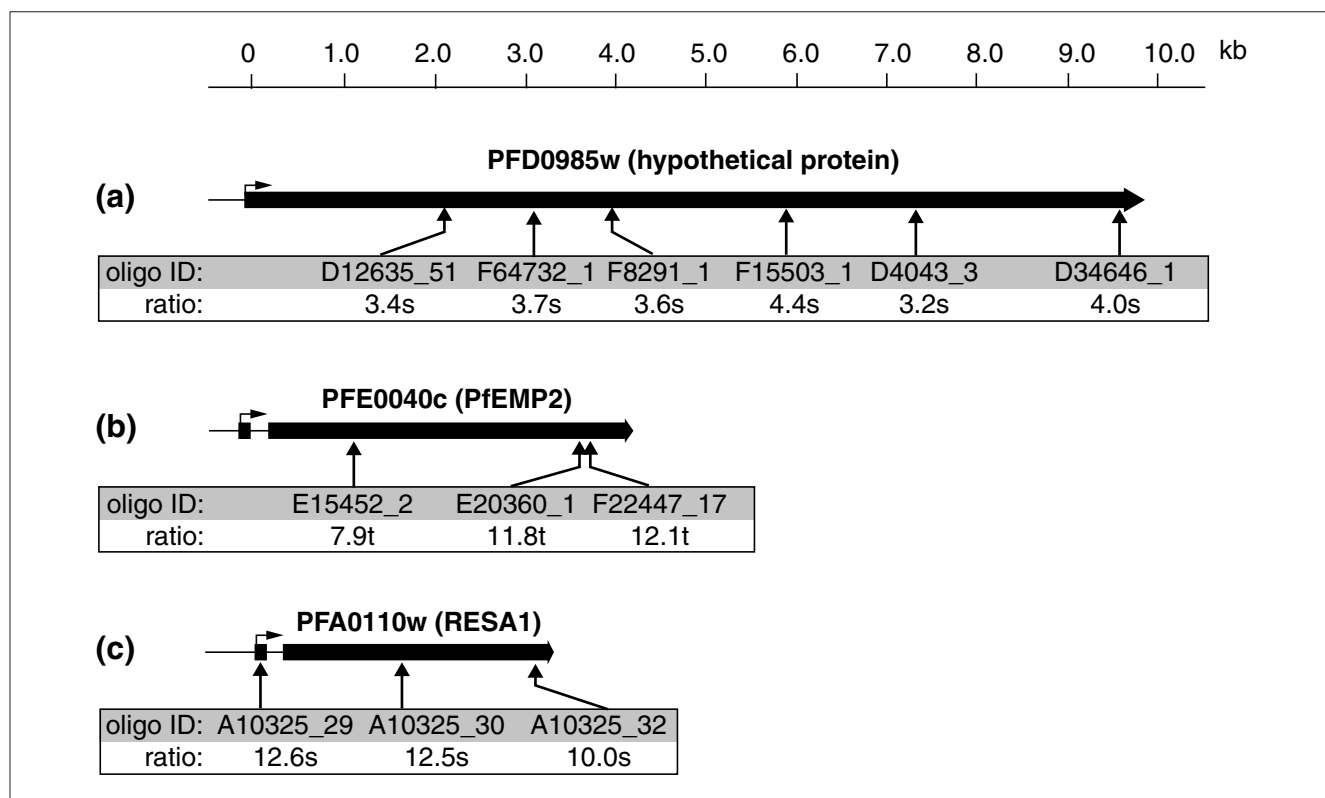 0 1.0 2.0 3.0 4.0 5.0 6.0 7.0 8.0 9.0 10.0 kb
PFD0985w (hypothetical protein)
(a)
oligo ID: D12635_51 F64732_1 F8291_1 F15503_1 D4043_3 D34646_1
ratio: 3.4s 3.7s 3.6s 4.4s 3.2s 4.0s
PFE0040c (PfEMP2)
(b)
oligo ID: E15452_2 E20360_1 F22447_17
ratio: 7.9t 11.8t 12.1t
PFA0110w (RESA1)
(c)
oligo ID: A10325_29 A10325_30 A10325_32
ratio: 12.6s 12.5s 10.0s